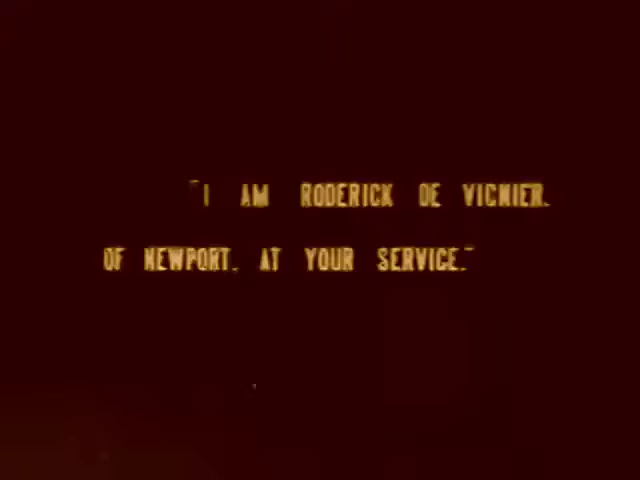 "I AM RODERICK DE VIGNIER,
OF NEWPORT, AT YOUR SERVICE."